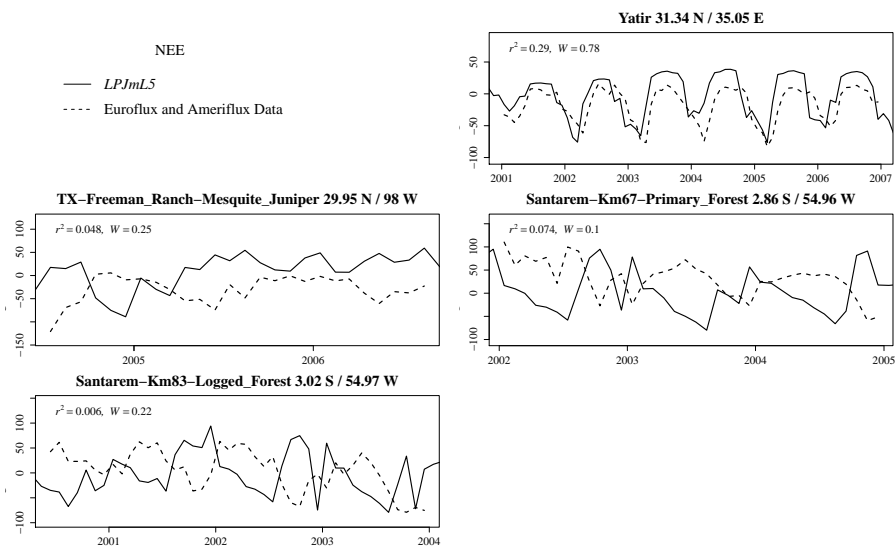 NEE
LPJmL5
Euroflux and Ameriflux Data
Yatir 31.34 N / 35.05 E
r² = 0.29, W = 0.78
50
0
−50
−100
2001 2002 2003 2004 2005 2006 2007
TX−Freeman_Ranch−Mesquite_Juniper 29.95 N / 98 W
r² = 0.048, W = 0.25
100
50
0
−50
−150
2005 2006
Santarem−Km67−Primary_Forest 2.86 S / 54.96 W
r² = 0.074, W = 0.1
100
50
0
−100
2002 2003 2004 2005
Santarem−Km83−Logged_Forest 3.02 S / 54.97 W
r² = 0.006, W = 0.22
100
50
0
−100
2001 2002 2003 2004